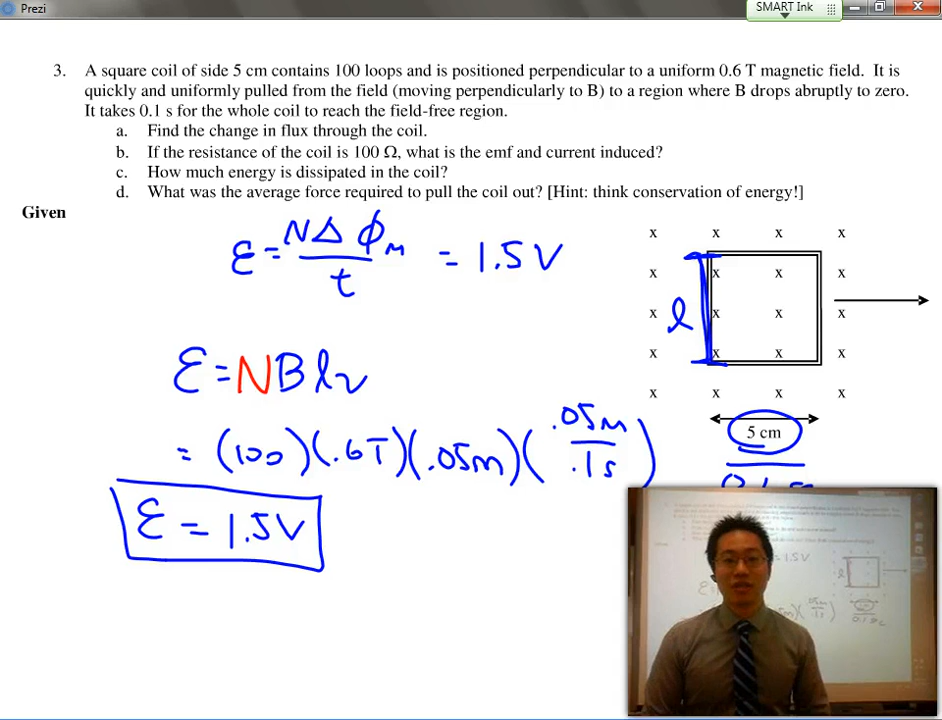 Prezi
SMART Ink
3. A square coil of side 5 cm contains 100 loops and is positioned perpendicular to a uniform 0.6 T magnetic field. It is
quickly and uniformly pulled from the field (moving perpendicularly to B) to a region where B drops abruptly to zero.
It takes 0.1 s for the whole coil to reach the field-free region.
a. Find the change in flux through the coil.
b. If the resistance of the coil is 100 Ω, what is the emf and current induced?
c. How much energy is dissipated in the coil?
d. What was the average force required to pull the coil out? [Hint: think conservation of energy!]
Given
ℰ = NΔϕM / t = 1.5V
x x x x
x x x x
ℓ
x x x x
x x x x
x x x x
5 cm
ℰ = NBℓv
= (100)(.6T)(.05m)(.05m / .1s)
ℰ = 1.5V